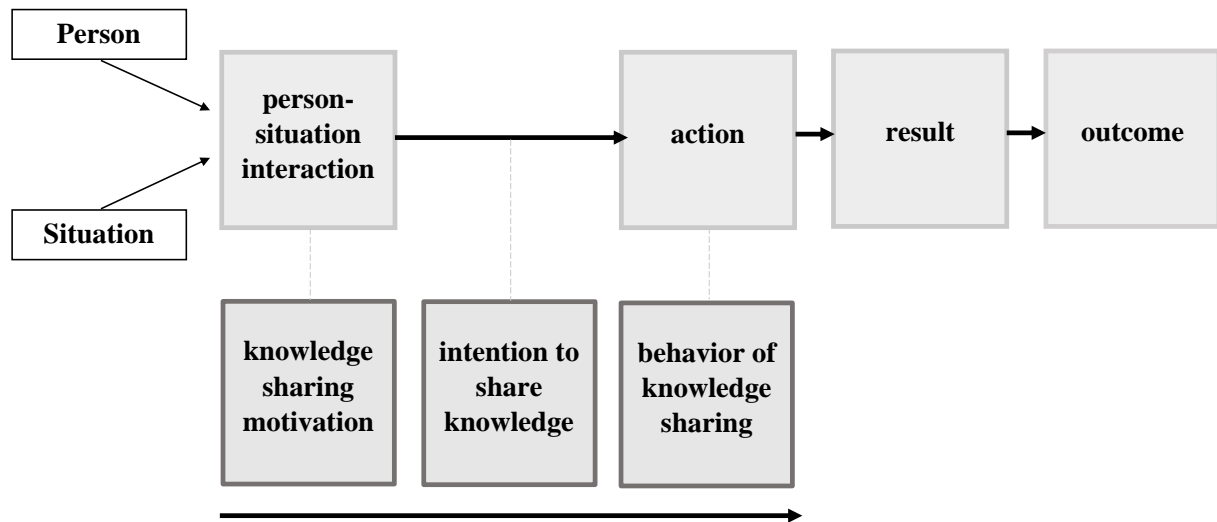 Person
Situation
person-
situation
interaction
action
result
outcome
knowledge
sharing
motivation
intention to
share
knowledge
behavior of
knowledge
sharing